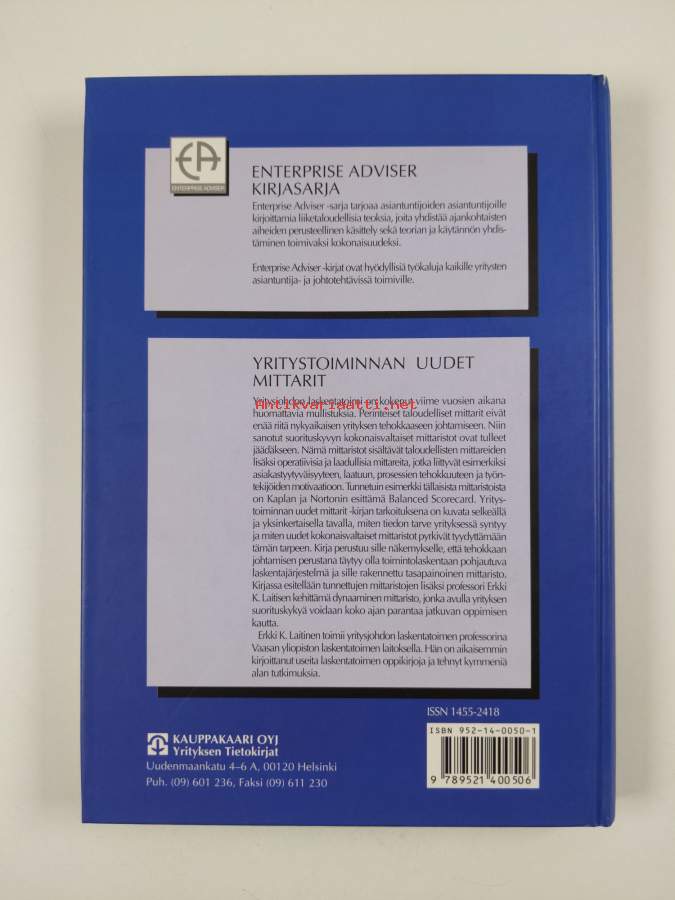 EA
ENTERPRISE ADVISER
ENTERPRISE ADVISER
KIRJASARJA
Enterprise Adviser -sarja tarjoaa asiantuntijoiden asiantuntijoille
kirjoittamia liiketaloudellisia teoksia, joita yhdistää ajankohtaisten
aiheiden perusteellinen käsittely sekä teorian ja käytännön yhdis-
täminen toimivaksi kokonaisuudeksi.
Enterprise Adviser -kirjat ovat hyödyllisiä työkaluja kaikille yritysten
asiantuntija- ja johtotehtävissä toimiville.
YRITYSTOIMINNAN UUDET
MITTARIT
Yritysjohdon laskentatoimi on kokenut viime vuosien aikana
Antikvariaatti.net
huomattavia mullistuksia. Perinteiset taloudelliset mittarit eivät
enää riitä nykyaikaisen yrityksen tehokkaaseen johtamiseen. Niin
sanotut suorituskyvyn kokonaisvaltaiset mittaristot ovat tulleet
jäädäkseen. Nämä mittaristot sisältävät taloudellisten mittareiden
lisäksi operatiivisia ja laadullisia mittareita, jotka liittyvät esimerkiksi
asiakastyytyväisyyteen, laatuun, prosessien tehokkuuteen ja työn-
tekijöiden motivaatioon. Tunnetuin esimerkki tällaisista mittaristoista
on Kaplan ja Nortonin esittämä Balanced Scorecard. Yritys-
toiminnan uudet mittarit -kirjan tarkoituksena on kuvata selkeällä
ja yksinkertaisella tavalla, miten tiedon tarve yrityksessä syntyy
ja miten uudet kokonaisvaltaiset mittaristot pyrkivät tyydyttämään
tämän tarpeen. Kirja perustuu sille näkemykselle, että tehokkaan
johtamisen perustana täytyy olla toimintolaskentaan pohjautuva
laskentajärjestelmä ja sille rakennettu tasapainoinen mittaristo.
Kirjassa esitellään tunnettujen mittaristojen lisäksi professori Erkki
K. Laitisen kehittämä dynaaminen mittaristo, jonka avulla yrityksen
suorituskykyä voidaan koko ajan parantaa jatkuvan oppimisen
kautta.
Erkki K. Laitinen toimii yritysjohdon laskentatoimen professorina
Vaasan yliopiston laskentatoimen laitoksella. Hän on aikaisemmin
kirjoittanut useita laskentatoimen oppikirjoja ja tehnyt kymmeniä
alan tutkimuksia.
ISSN 1455-2418
ISBN 952-14-0050-1
9 789521 400506
KAUPPAKAARI OYJ
Yrityksen Tietokirjat
Uudenmaankatu 4–6 A, 00120 Helsinki
Puh. (09) 601 236, Faksi (09) 611 230